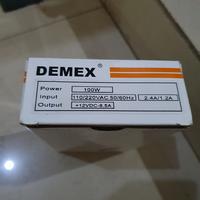 DEMEX®
Power 100W
Input 110/220VAC 50/60Hz 2.4A/1.2A
Output +12VDC-8.5A